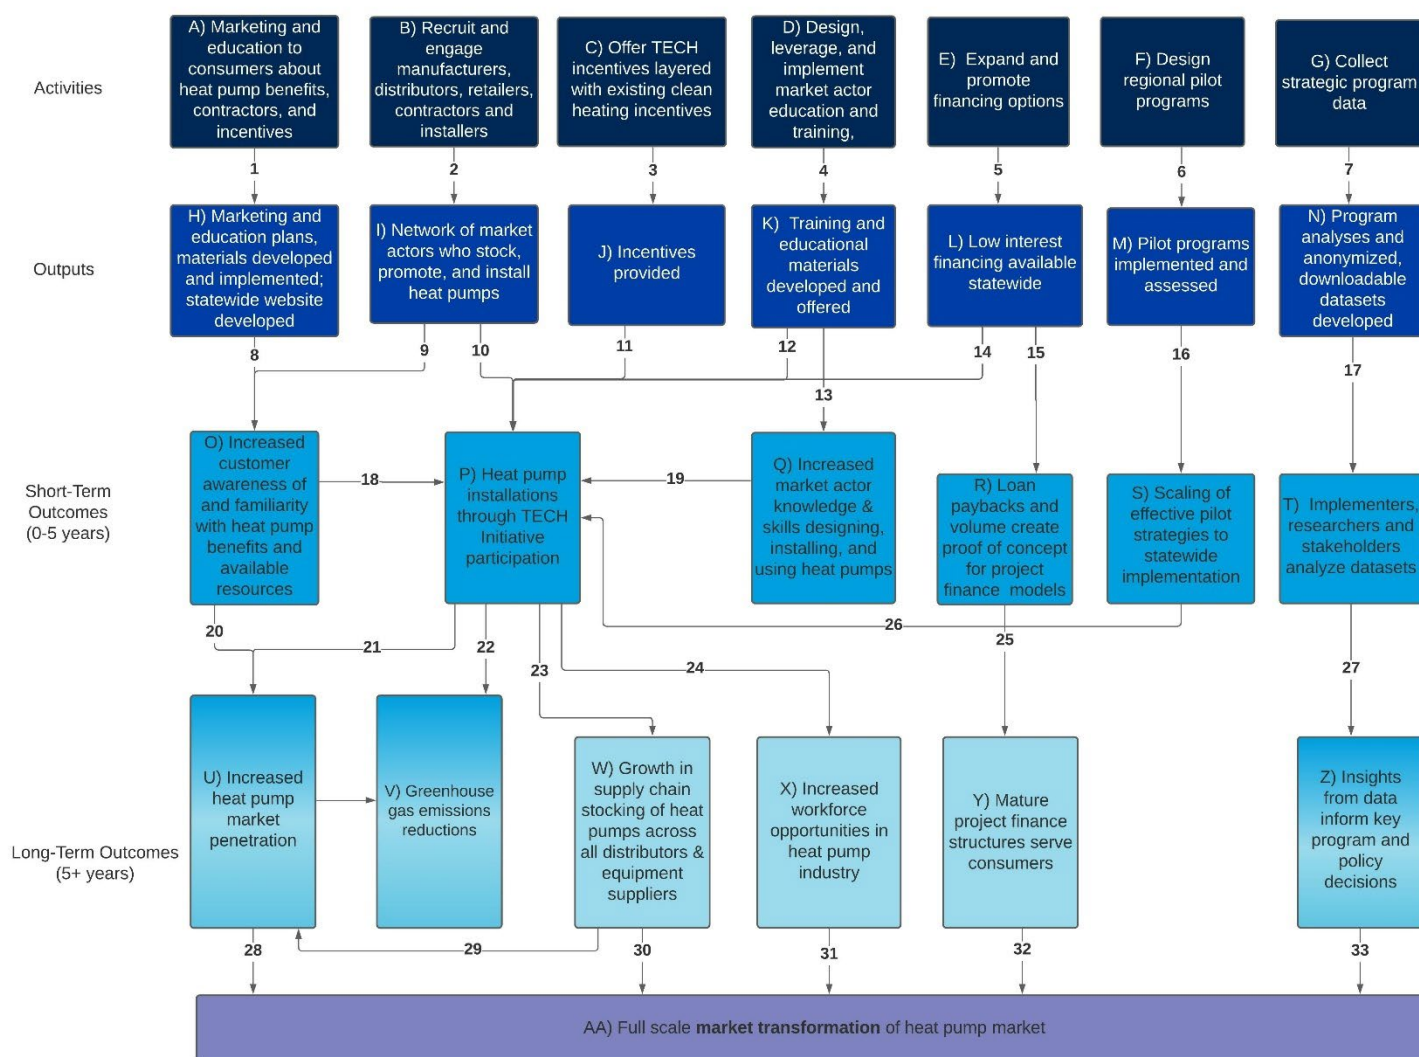 Activities
A) Marketing and
education to
consumers about
heat pump benefits,
contractors, and
incentives
B) Recruit and
engage
manufacturers,
distributors, retailers,
contractors and
installers
C) Offer TECH
incentives layered
with existing clean
heating incentives
D) Design,
leverage, and
implement
market actor
education and
training,
E) Expand and
promote
financing options
F) Design
regional pilot
programs
G) Collect
strategic program
data
1
2
3
4
5
6
7
Outputs
H) Marketing and
education plans,
materials developed
and implemented;
statewide website
developed
I) Network of market
actors who stock,
promote, and install
heat pumps
J) Incentives
provided
K) Training and
educational
materials
developed and
offered
L) Low interest
financing available
statewide
M) Pilot programs
implemented and
assessed
N) Program
analyses and
anonymized,
downloadable
datasets
developed
8
9
10
11
12
13
14
15
16
17
Short-Term
Outcomes
(0-5 years)
O) Increased
customer
awareness of
and familiarity
with heat pump
benefits and
available
resources
18
P) Heat pump
installations
through TECH
Initiative
participation
19
Q) Increased
market actor
knowledge &
skills designing,
installing, and
using heat pumps
R) Loan
paybacks and
volume create
proof of concept
for project
finance models
S) Scaling of
effective pilot
strategies to
statewide
implementation
T) Implementers,
researchers and
stakeholders
analyze datasets
20
21
22
23
24
25
26
27
Long-Term Outcomes
(5+ years)
U) Increased
heat pump
market
penetration
V) Greenhouse
gas emissions
reductions
W) Growth in
supply chain
stocking of heat
pumps across
all distributors &
equipment
suppliers
X) Increased
workforce
opportunities in
heat pump
industry
Y) Mature
project finance
structures serve
consumers
Z) Insights
from data
inform key
program and
policy
decisions
28
29
30
31
32
33
AA) Full scale market transformation of heat pump market